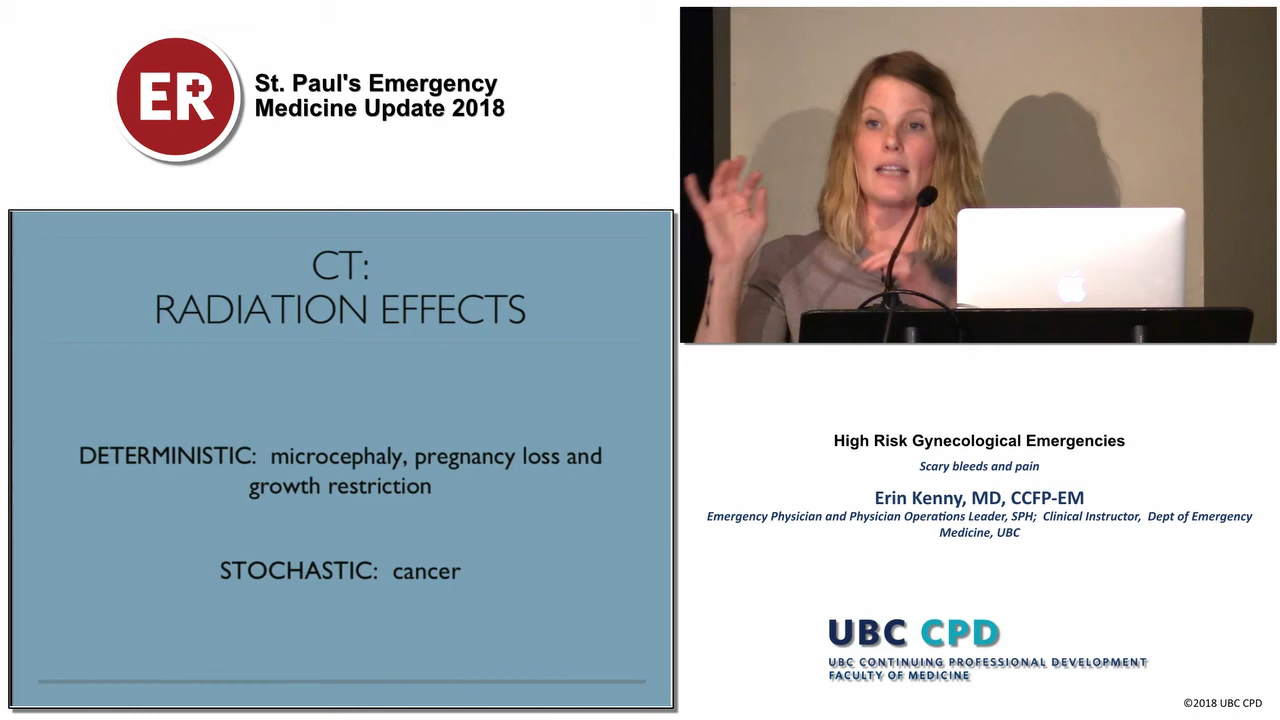 ER
St. Paul's Emergency
Medicine Update 2018
CT:
RADIATION EFFECTS
DETERMINISTIC: microcephaly, pregnancy loss and
growth restriction
STOCHASTIC: cancer
High Risk Gynecological Emergencies
Scary bleeds and pain
Erin Kenny, MD, CCFP-EM
Emergency Physician and Physician Operations Leader, SPH; Clinical Instructor, Dept of Emergency
Medicine, UBC
UBC CPD
UBC CONTINUING PROFESSIONAL DEVELOPMENT
FACULTY OF MEDICINE
©2018 UBC CPD